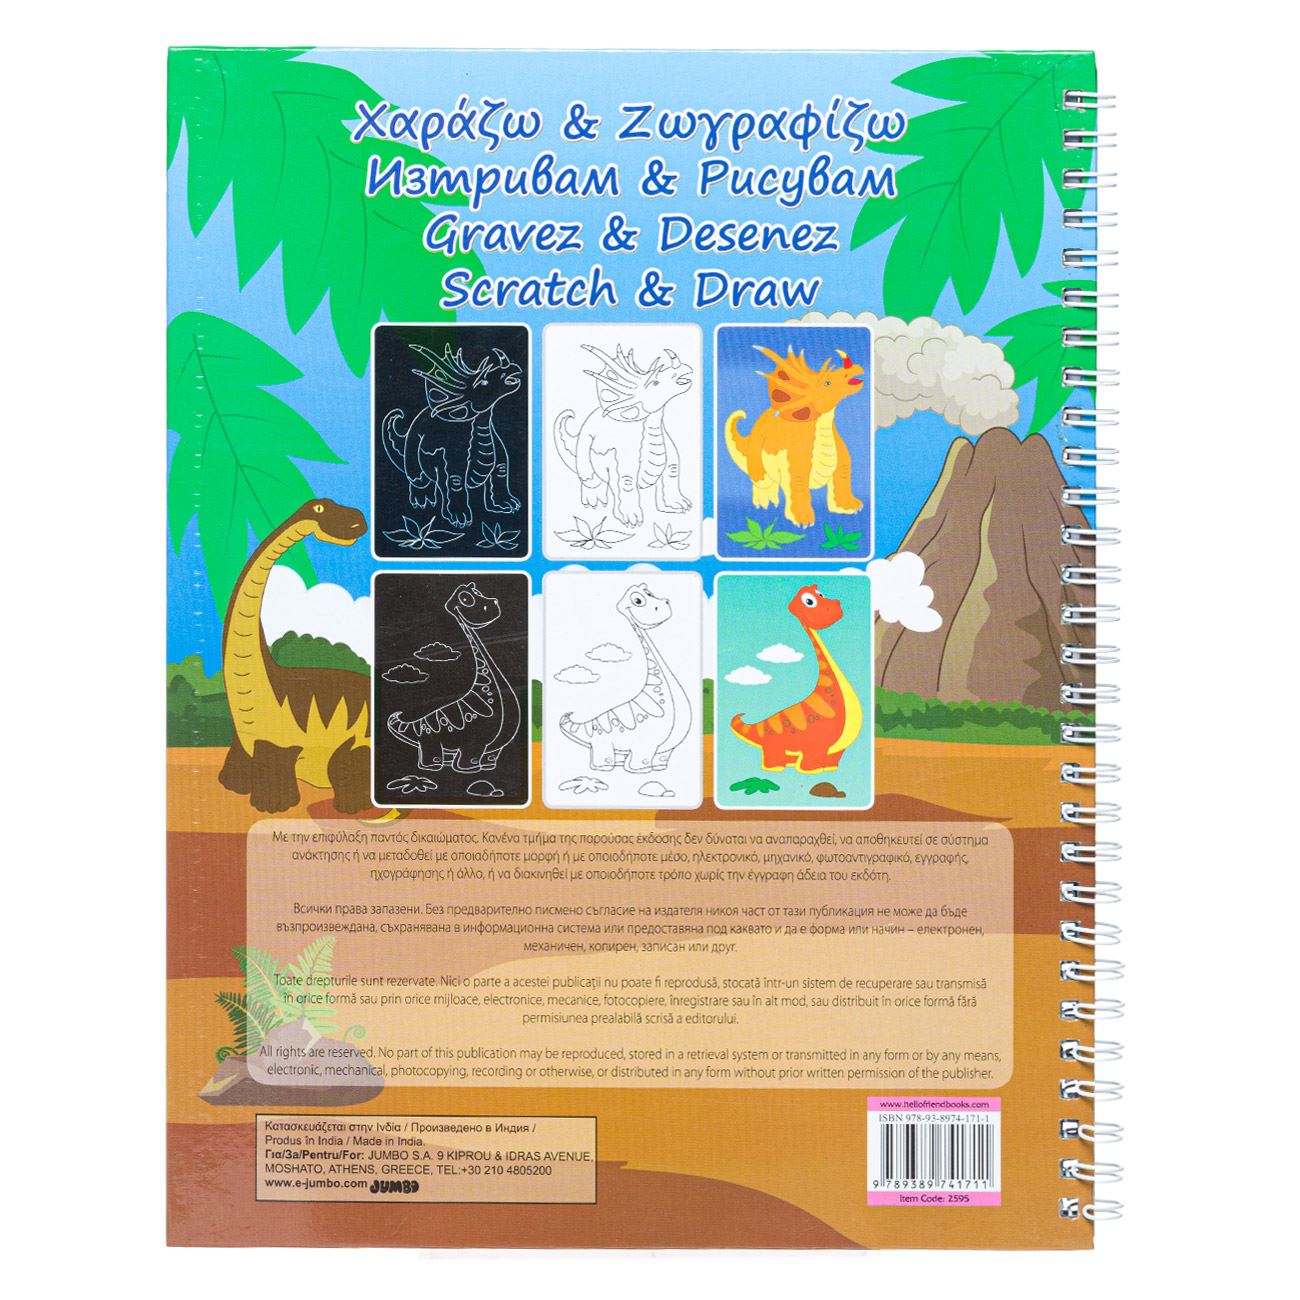 Χαράζω & Ζωγραφίζω
Изтривам & Рисувам
Gravez & Desenez
Scratch & Draw
Με την επιφύλαξη παντός δικαιώματος. Κανένα τμήμα της παρούσας έκδοσης δεν δύναται να αναπαραχθεί, να αποθηκευτεί σε σύστημα
ανάκτησης ή να μεταδοθεί με οποιαδήποτε μορφή ή με οποιοδήποτε μέσο, ηλεκτρονικό, μηχανικό, φωτοαντιγραφικό, εγγραφής,
ηχογράφησης ή άλλο, ή να διακινηθεί με οποιοδήποτε τρόπο χωρίς την έγγραφη άδεια του εκδότη.
Всички права запазени. Без предварително писмено съгласие на издателя никоя част от тази публикация не може да бъде
възпроизвеждана, съхранявана в информационна система или предоставяна под каквато и да е форма или начин – електронен,
механичен, копирен, записан или друг.
Toate drepturile sunt rezervate. Nici o parte a acestei publicații nu poate fi reprodusă, stocată într-un sistem de recuperare sau transmisă
în orice formă sau prin orice mijloace, electronice, mecanice, fotocopiere, înregistrare sau în alt mod, sau distribuit în orice formă fără
permisiunea prealabilă scrisă a editorului.
All rights are reserved. No part of this publication may be reproduced, stored in a retrieval system or transmitted in any form or by any means,
electronic, mechanical, photocopying, recording or otherwise, or distributed in any form without prior written permission of the publisher.
Κατασκευάζεται στην Ινδία / Произведено в Индия /
Produs în India / Made in India.
Για/За/Pentru/For: JUMBO S.A. 9 KIPROU & IDRAS AVENUE,
MOSHATO, ATHENS, GREECE, TEL:+30 210 4805200
www.e-jumbo.com JUMBO
www.hellofriendbooks.com
ISBN 978-93-8974-171-1
9 789389 741711
Item Code: 2595